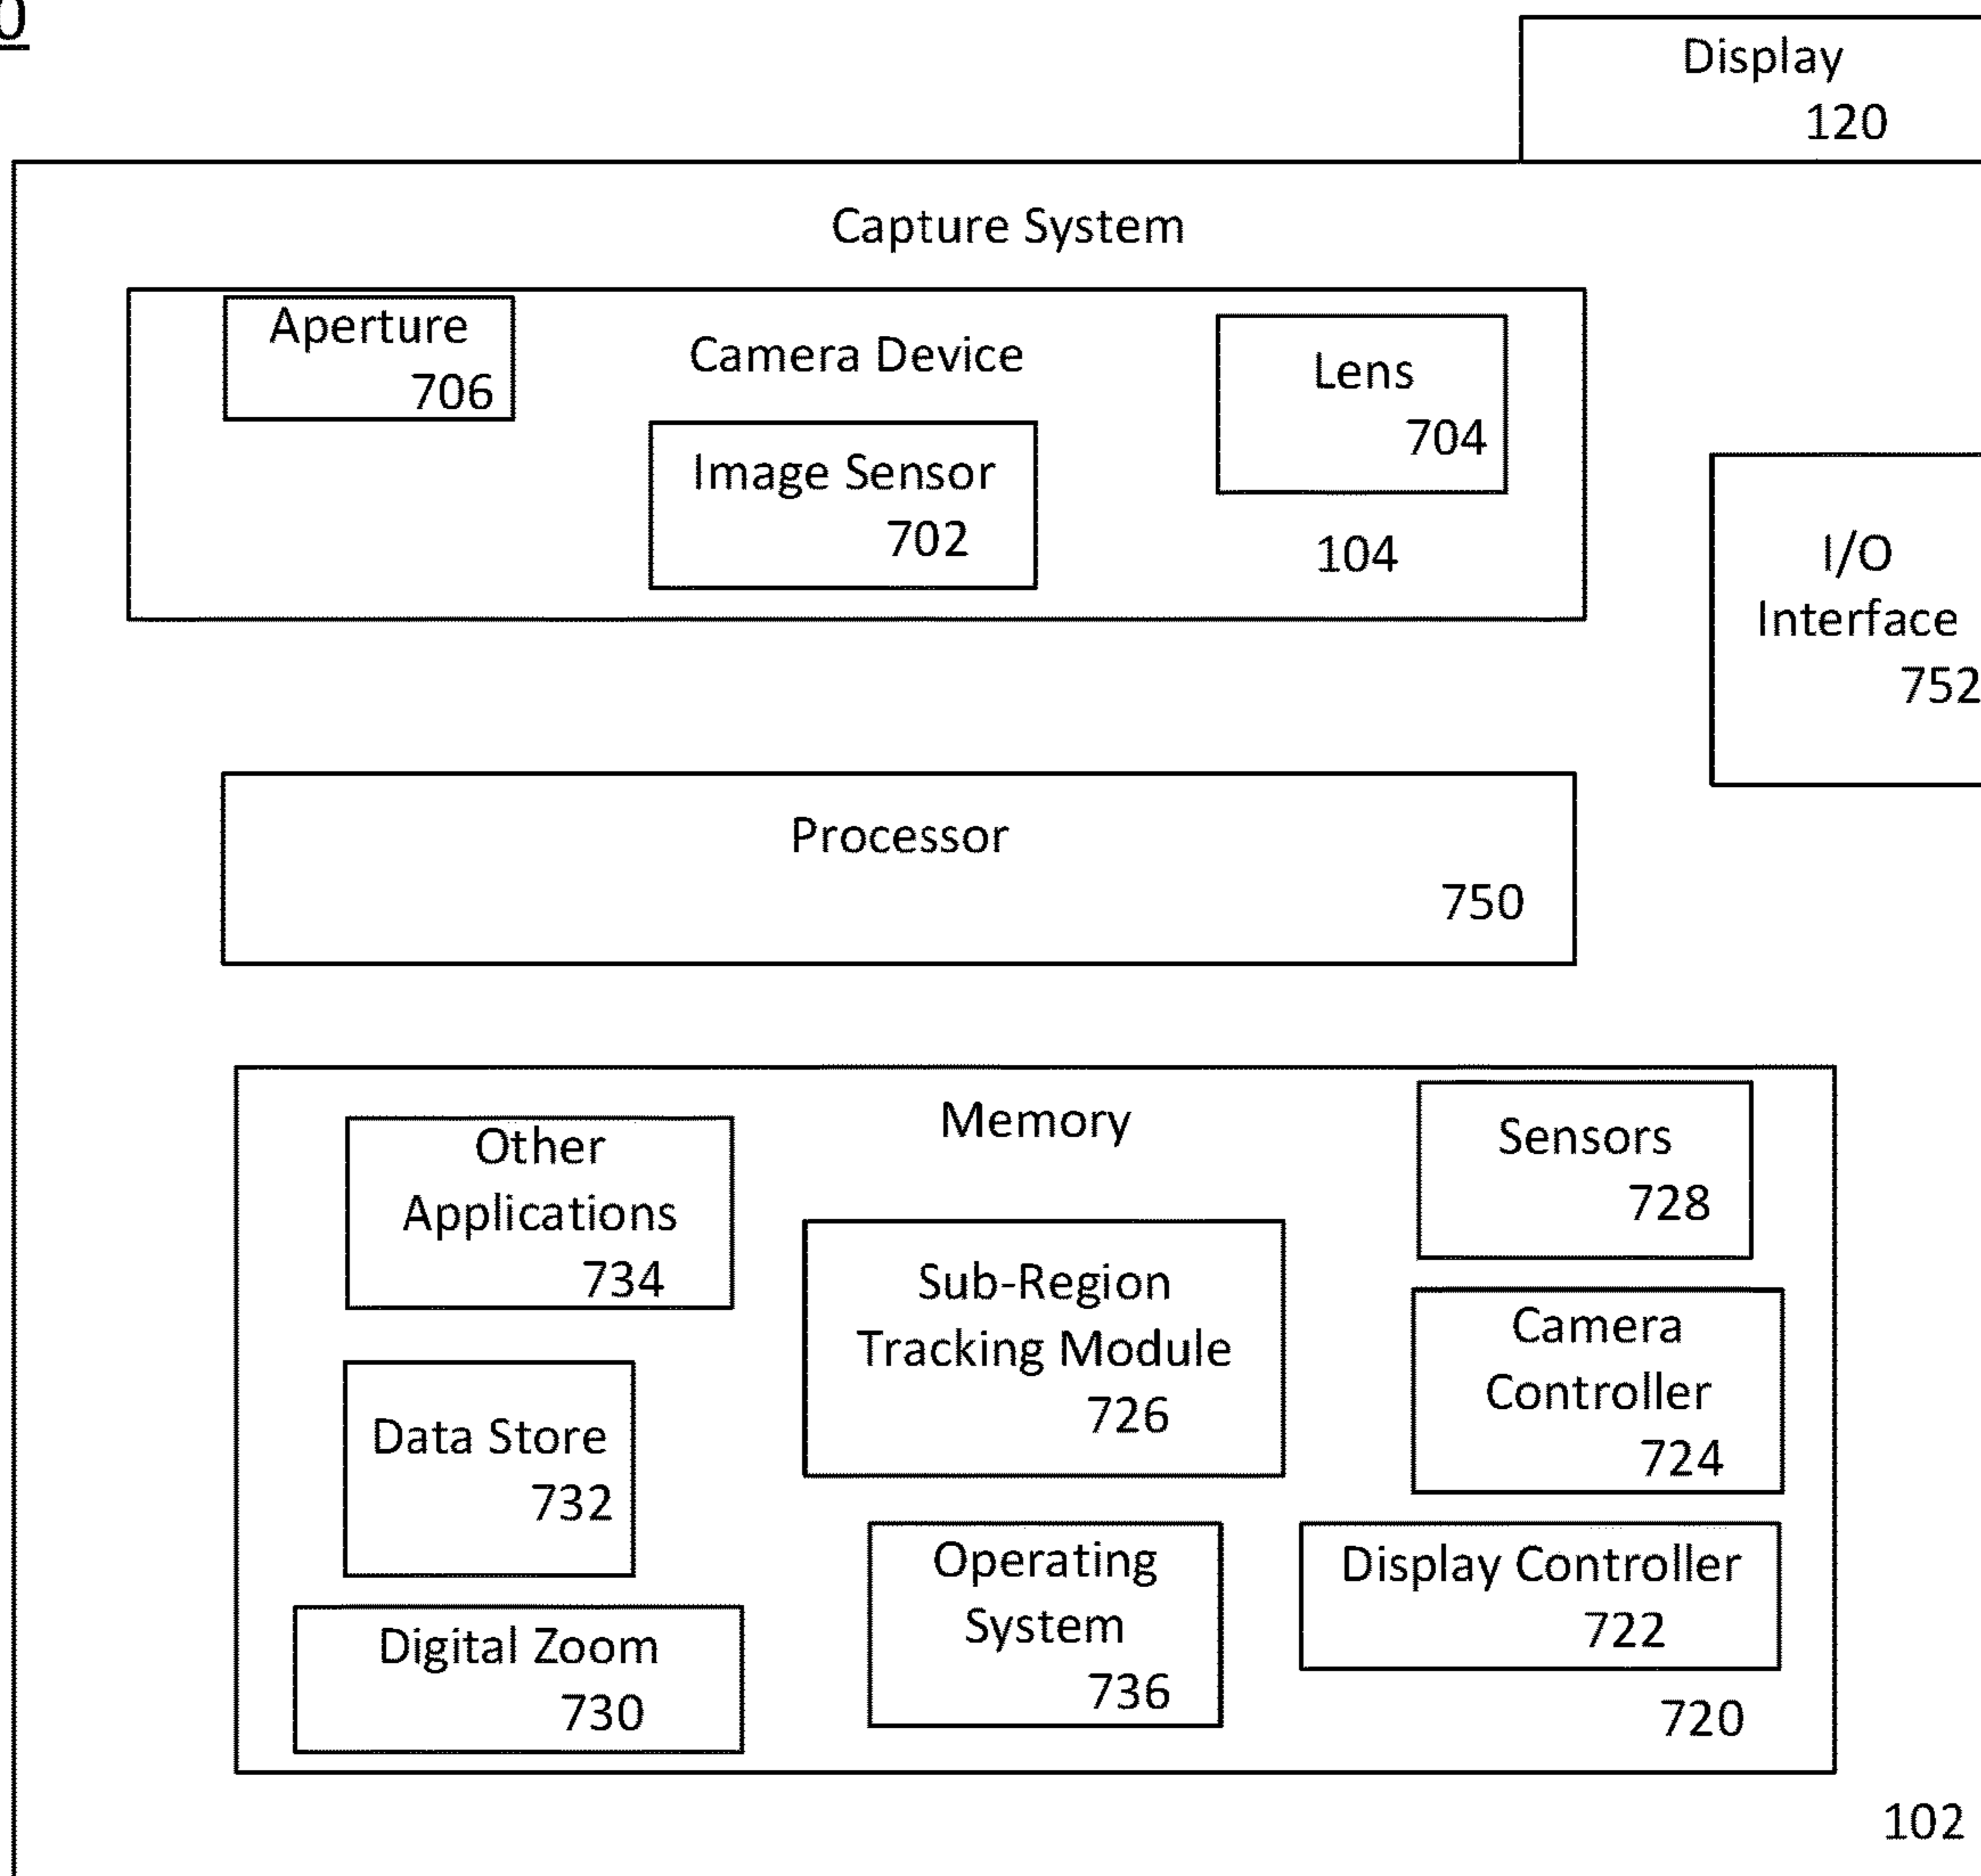 0
Display
120
Capture System
Aperture
706
Camera Device
Lens
704
Image Sensor
702
104
I/O
Interface
752
Processor
750
Memory
Other
Applications
734
Sensors
728
Sub-Region
Tracking Module
726
Camera
Controller
724
Data Store
732
Operating
System
736
Display Controller
722
Digital Zoom
730
720
102